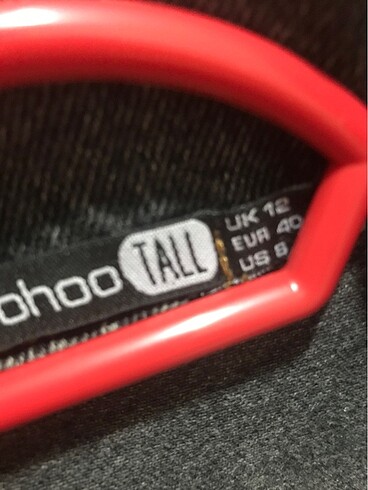 ohoo TALL
UK 12
EUR 40
US 8